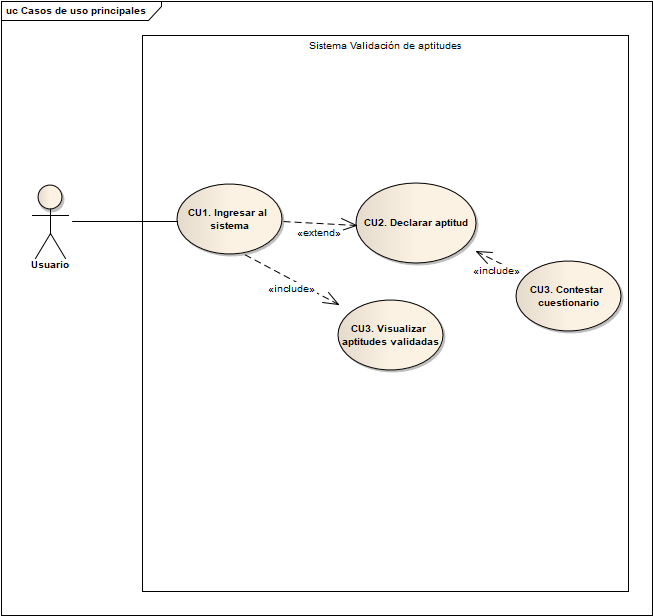 uc Casos de uso principales
Sistema Validación de aptitudes
CU1. Ingresar al
sistema
CU2. Declarar aptitud
«extend»
Usuario
«include»
«include»
CU3. Contestar
cuestionario
CU3. Visualizar
aptitudes validadas